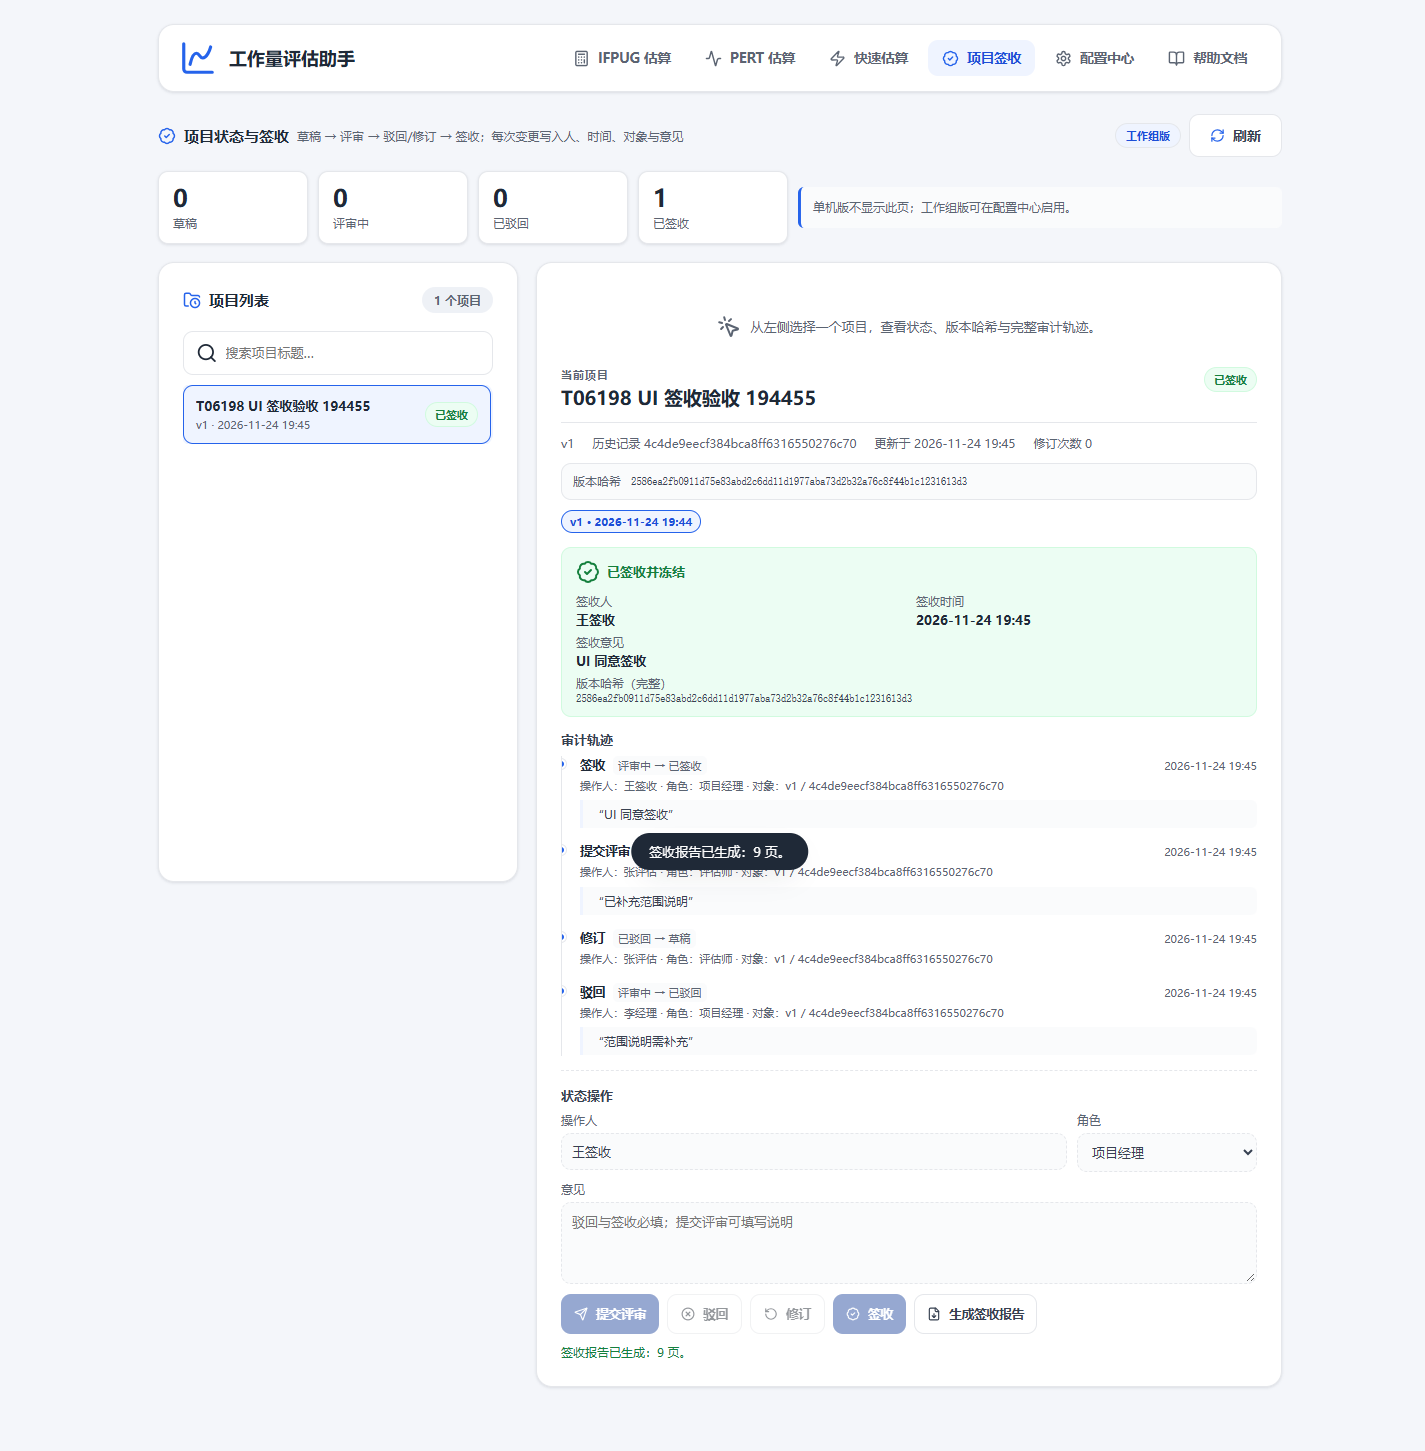 工作量评估助手
IFPUG 估算
PERT 估算
快速估算
项目签收
配置中心
帮助文档
项目状态与签收 草稿 → 评审 → 驳回/修订 → 签收；每次变更写入人、时间、对象与意见
工作组版
刷新
0
草稿
0
评审中
0
已驳回
1
已签收
单机版不显示此页；工作组版可在配置中心启用。
项目列表
1 个项目
搜索项目标题...
T06198 UI 签收验收 194455
v1 · 2026-11-24 19:45
已签收
从左侧选择一个项目，查看状态、版本哈希与完整审计轨迹。
当前项目
T06198 UI 签收验收 194455
已签收
v1 历史记录 4c4de9eecf384bca8ff6316550276c70 更新于 2026-11-24 19:45 修订次数 0
版本哈希 2586ea2fb0911d75e83abd2c6dd11d1977aba73d2b32a76c8f44b1c1231613d3
v1 • 2026-11-24 19:44
已签收并冻结
签收人
王签收
签收时间
2026-11-24 19:45
签收意见
UI 同意签收
版本哈希（完整）
2586ea2fb0911d75e83abd2c6dd11d1977aba73d2b32a76c8f44b1c1231613d3
审计轨迹
签收 评审中 → 已签收 2026-11-24 19:45
操作人：王签收 · 角色：项目经理 · 对象：v1 / 4c4de9eecf384bca8ff6316550276c70
“UI 同意签收”
提交评审 2026-11-24 19:45
签收报告已生成：9 页。
操作人：张评估 · 角色：评估师 · 对象：v1 / 4c4de9eecf384bca8ff6316550276c70
“已补充范围说明”
修订 已驳回 → 草稿 2026-11-24 19:45
操作人：张评估 · 角色：评估师 · 对象：v1 / 4c4de9eecf384bca8ff6316550276c70
驳回 评审中 → 已驳回 2026-11-24 19:45
操作人：李经理 · 角色：项目经理 · 对象：v1 / 4c4de9eecf384bca8ff6316550276c70
“范围说明需补充”
状态操作
操作人
王签收
角色
项目经理
意见
驳回与签收必填；提交评审可填写说明
提交评审
驳回
修订
签收
生成签收报告
签收报告已生成：9 页。